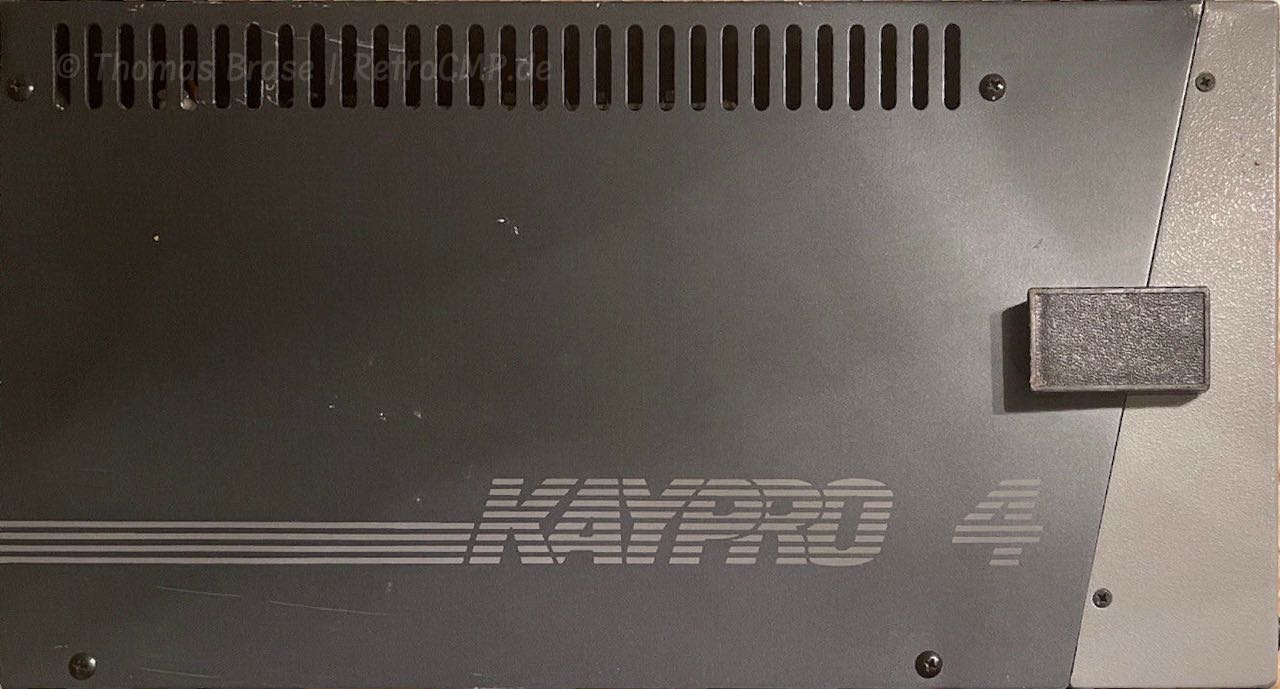 © Thomas Brase | RetroCMP.de
KAYPRO 4